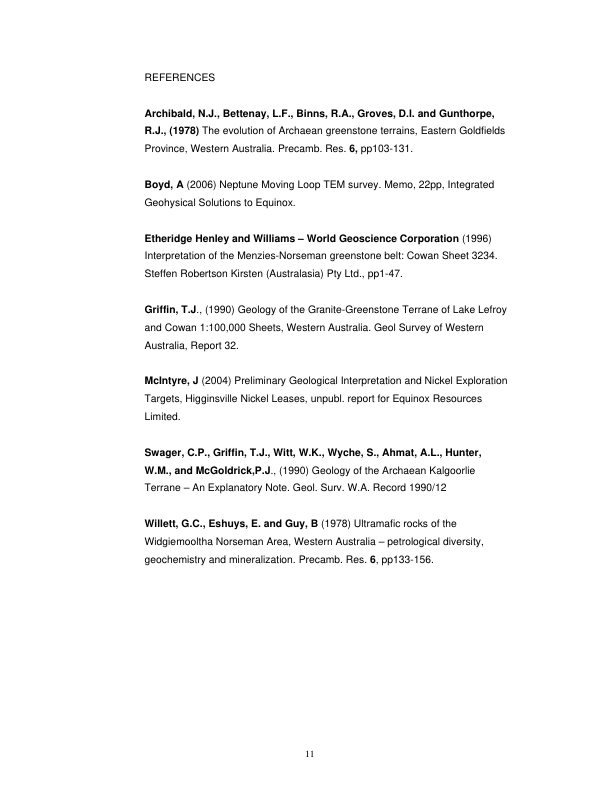 REFERENCES
Archibald, N.J., Bettenay, L.F., Binns, R.A., Groves, D.I. and Gunthorpe,
R.J., (1978) The evolution of Archaean greenstone terrains, Eastern Goldfields
Province, Western Australia. Precamb. Res. 6, pp103-131.
Boyd, A (2006) Neptune Moving Loop TEM survey. Memo, 22pp, Integrated
Geohysical Solutions to Equinox.
Etheridge Henley and Williams – World Geoscience Corporation (1996)
Interpretation of the Menzies-Norseman greenstone belt: Cowan Sheet 3234.
Steffen Robertson Kirsten (Australasia) Pty Ltd., pp1-47.
Griffin, T.J., (1990) Geology of the Granite-Greenstone Terrane of Lake Lefroy
and Cowan 1:100,000 Sheets, Western Australia. Geol Survey of Western
Australia, Report 32.
McIntyre, J (2004) Preliminary Geological Interpretation and Nickel Exploration
Targets, Higginsville Nickel Leases, unpubl. report for Equinox Resources
Limited.
Swager, C.P., Griffin, T.J., Witt, W.K., Wyche, S., Ahmat, A.L., Hunter,
W.M., and McGoldrick,P.J., (1990) Geology of the Archaean Kalgoorlie
Terrane – An Explanatory Note. Geol. Surv. W.A. Record 1990/12
Willett, G.C., Eshuys, E. and Guy, B (1978) Ultramafic rocks of the
Widgiemooltha Norseman Area, Western Australia – petrological diversity,
geochemistry and mineralization. Precamb. Res. 6, pp133-156.
11